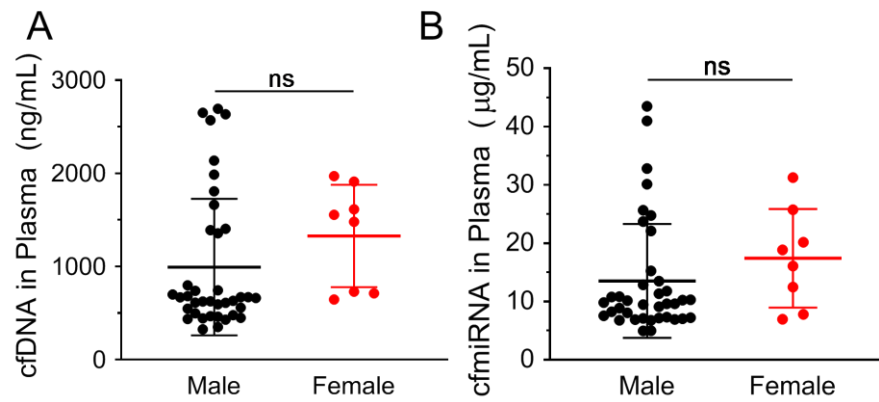 A
cfDNA in Plasma (ng/mL)
3000
2000
1000
0
ns
Male
Female
B
cfmiRNA in Plasma (μg/mL)
50
40
30
20
10
0
ns
Male
Female